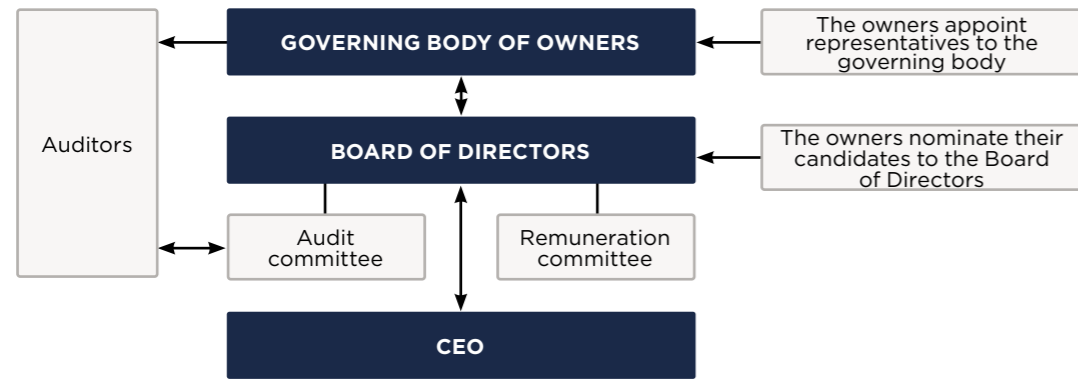 GOVERNING BODY OF OWNERS
The owners appoint
representatives to the
governing body
Auditors
BOARD OF DIRECTORS
The owners nominate their
candidates to the Board
of Directors
Audit
committee
Remuneration
committee
CEO